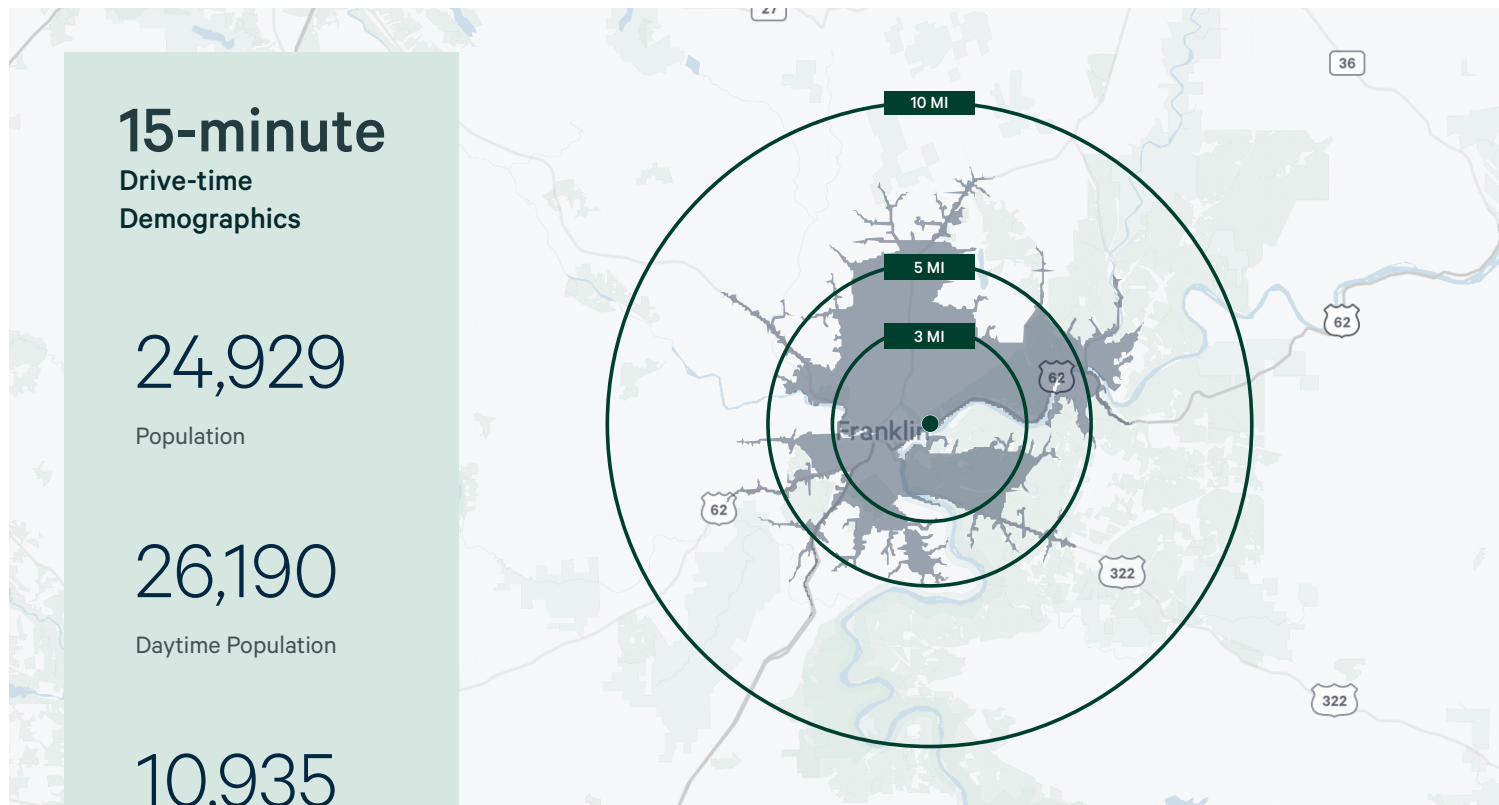 15-minute
Drive-time
Demographics
24,929
Population
26,190
Daytime Population
10,935
27
36
10 MI
5 MI
3 MI
62
62
Franklin
62
322
322